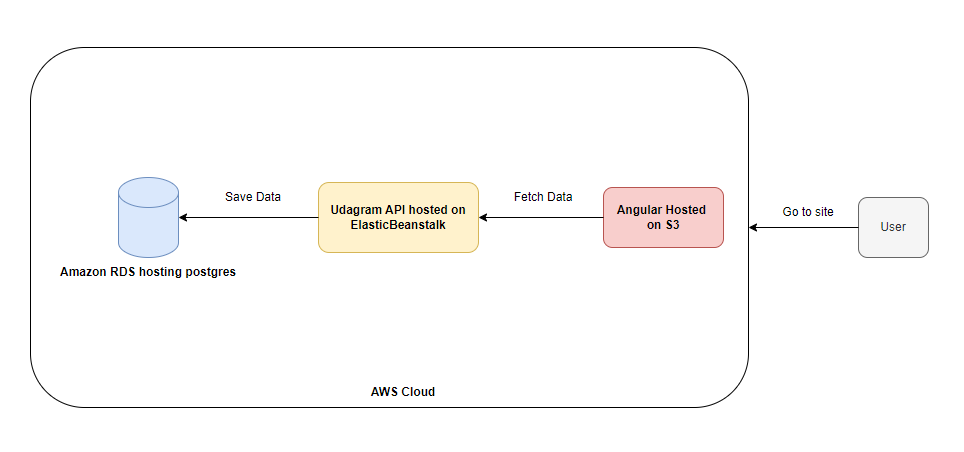 Save Data
Fetch Data
Go to site
Udagram API hosted on
ElasticBeanstalk
Angular Hosted
on S3
User
Amazon RDS hosting postgres
AWS Cloud